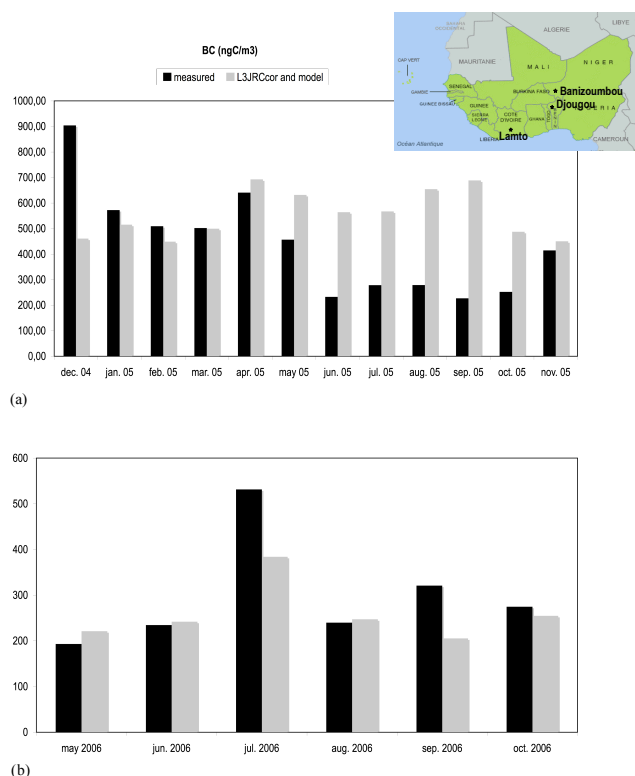 BC (ngC/m3)
measured L3JRCcor and model
1000,00
900,00
800,00
700,00
600,00
500,00
400,00
300,00
200,00
100,00
0,00
dec. 04 jan. 05 feb. 05 mar. 05 apr. 05 may 05 jun. 05 jul. 05 aug. 05 sep. 05 oct. 05 nov. 05
(a)
ALGERIE
LIBYE
MAURITANIE
CAP VERT
MALI
NIGER
SENEGAL
GAMBIE
BURKINA FASO
Banizoumbou
Djougou
GUINEE BISSAU
GUINEE
SIERRA
LEONE
COTE
D'IVOIRE
GHANA
TOGO
Lamto
CAMEROUN
Océan Atlantique
600
500
400
300
200
100
0
may 2006 jun. 2006 jul. 2006 aug. 2006 sep. 2006 oct. 2006
(b)